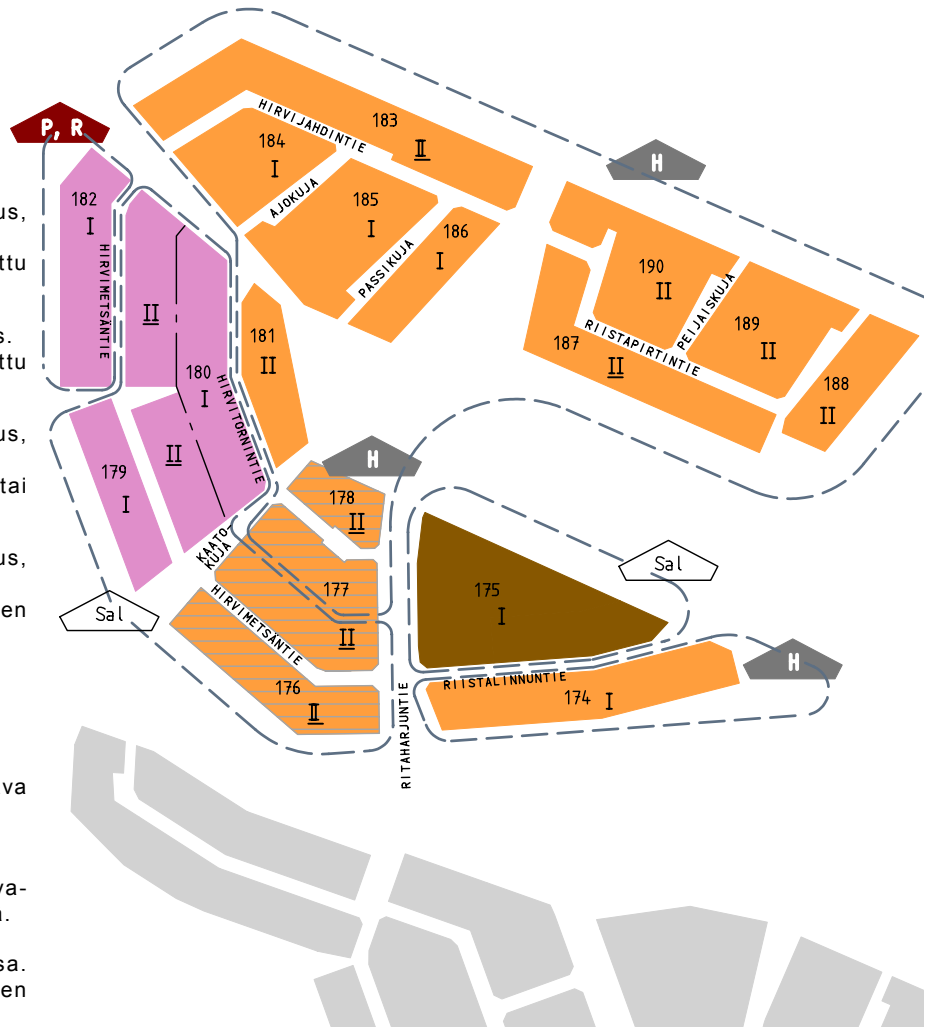 P, R
HIRVIJAHDINTIE
183
II
184
I
H
182
I
AJOKUJA
185
I
us,
186
I
PASSIKUJA
ttu
HIRVIMETSÄNTIE
190
II
PEIJAISKUJA
II
189
II
s.
181
II
RIISTAPIRTINTIE
187
II
ttu
180
I
HIRVITORNINTIE
188
II
us,
II
179
I
H
tai
178
II
KAATO-
KUJA
us,
Sal
177
II
175
I
en
Sal
HIRVIMETSÄNTIE
H
176
II
RIISTALINNUNTIE
174 I
RITAHARJUNTIE
va
va-
a.
sa.
en